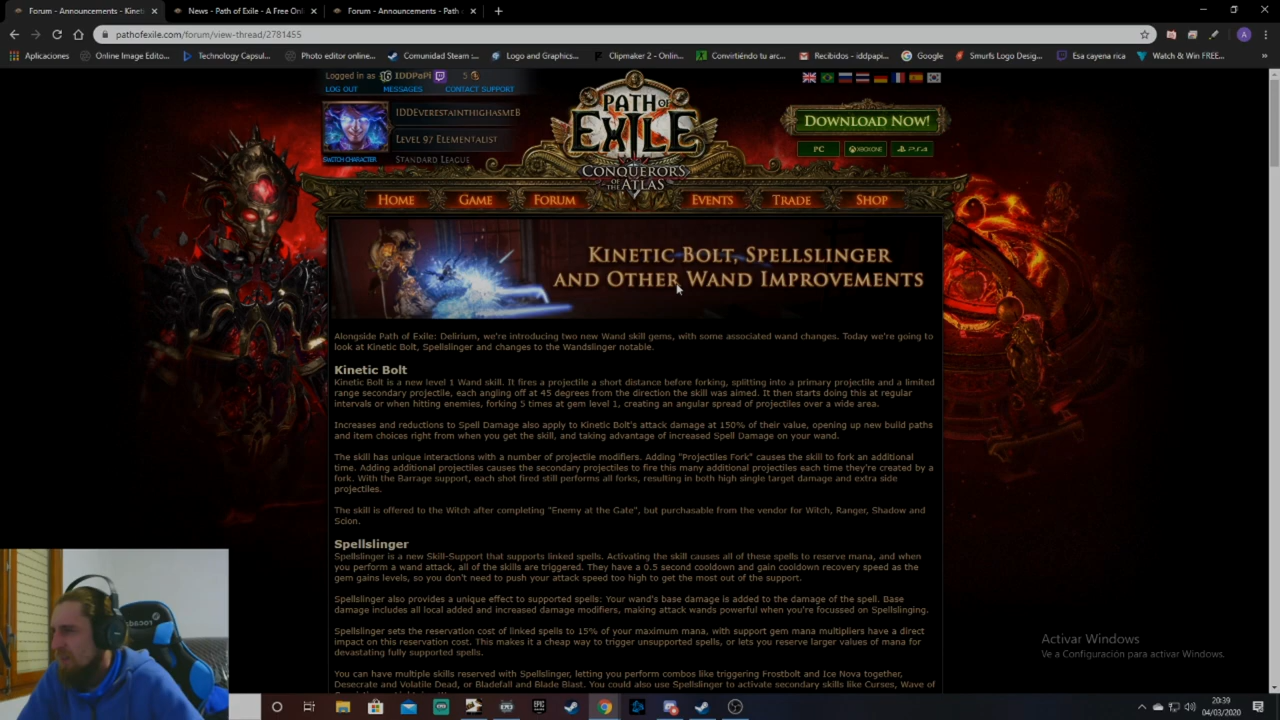 Forum - Announcements - Kineti
News - Path of Exile - A Free Onl
Forum - Announcements - Path
pathofexile.com/forum/view-thread/2781455
Aplicaciones
Online Image Edito...
Technology Capsul...
Photo editor online...
Comunidad Steam :...
Logo and Graphics...
Clipmaker 2 - Onlin...
Convirtiéndo tu arc...
Recibidos - iddpapi...
Google
Smurfs Logo Desig...
Esa cayena rica
Watch & Win FREE...
Logged in as IDDPaPi 5
LOG OUT MESSAGES CONTACT SUPPORT
IDDEverestainthighasmeB
Level 97 Elementalist
Standard League
SWITCH CHARACTER
PATH OF
EXILE
CONQUERORS
OF THE ATLAS
DOWNLOAD NOW!
PC XBOX ONE PS4
HOME GAME FORUM EVENTS TRADE SHOP
KINETIC BOLT, SPELLSLINGER
AND OTHER WAND IMPROVEMENTS
Alongside Path of Exile: Delirium, we're introducing two new Wand skill gems, with some associated wand changes. Today we're going to
look at Kinetic Bolt, Spellslinger and changes to the Wandslinger notable.
Kinetic Bolt
Kinetic Bolt is a new level 1 Wand skill. It fires a projectile a short distance before forking, splitting into a primary projectile and a limited
range secondary projectile, each angling off at 45 degrees from the direction the skill was aimed. It then starts doing this at regular
intervals or when hitting enemies, forking 5 times at gem level 1, creating an angular spread of projectiles over a wide area.
Increases and reductions to Spell Damage also apply to Kinetic Bolt's attack damage at 150% of their value, opening up new build paths
and item choices right from when you get the skill, and taking advantage of increased Spell Damage on your wand.
The skill has unique interactions with a number of projectile modifiers. Adding "Projectiles Fork" causes the skill to fork an additional
time. Adding additional projectiles causes the secondary projectiles to fire this many additional projectiles each time they're created by a
fork. With the Barrage support, each shot fired still performs all forks, resulting in both high single target damage and extra side
projectiles.
The skill is offered to the Witch after completing "Enemy at the Gate", but purchasable from the vendor for Witch, Ranger, Shadow and
Scion.
Spellslinger
Spellslinger is a new Skill-Support that supports linked spells. Activating the skill causes all of these spells to reserve mana, and when
you perform a wand attack, all of the skills are triggered. They have a 0.5 second cooldown and gain cooldown recovery speed as the
gem gains levels, so you don't need to push your attack speed too high to get the most out of the support.
Spellslinger also provides a unique effect to supported spells: Your wand's base damage is added to the damage of the spell. Base
damage includes all local added and increased damage modifiers, making attack wands powerful when you're focussed on Spellslinging.
Spellslinger sets the reservation cost of linked spells to 15% of your maximum mana, with support gem mana multipliers have a direct
impact on this reservation cost. This makes it a cheap way to trigger unsupported spells, or lets you reserve larger values of mana for
devastating fully supported spells.
You can have multiple skills reserved with Spellslinger, letting you perform combos like triggering Frostbolt and Ice Nova together,
Desecrate and Volatile Dead, or Bladefall and Blade Blast. You could also use Spellslinger to activate secondary skills like Curses, Wave of
Activar Windows
Ve a Configuración para activar Windows.
20:39
04/03/2020